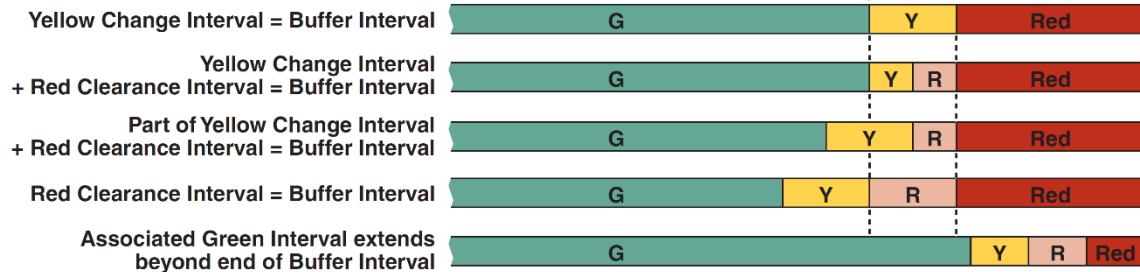 Yellow Change Interval = Buffer Interval G Y Red
Yellow Change Interval
+ Red Clearance Interval = Buffer Interval G Y R Red
Part of Yellow Change Interval
+ Red Clearance Interval = Buffer Interval G Y R Red
Red Clearance Interval = Buffer Interval G Y R Red
Associated Green Interval extends
beyond end of Buffer Interval G Y R Red